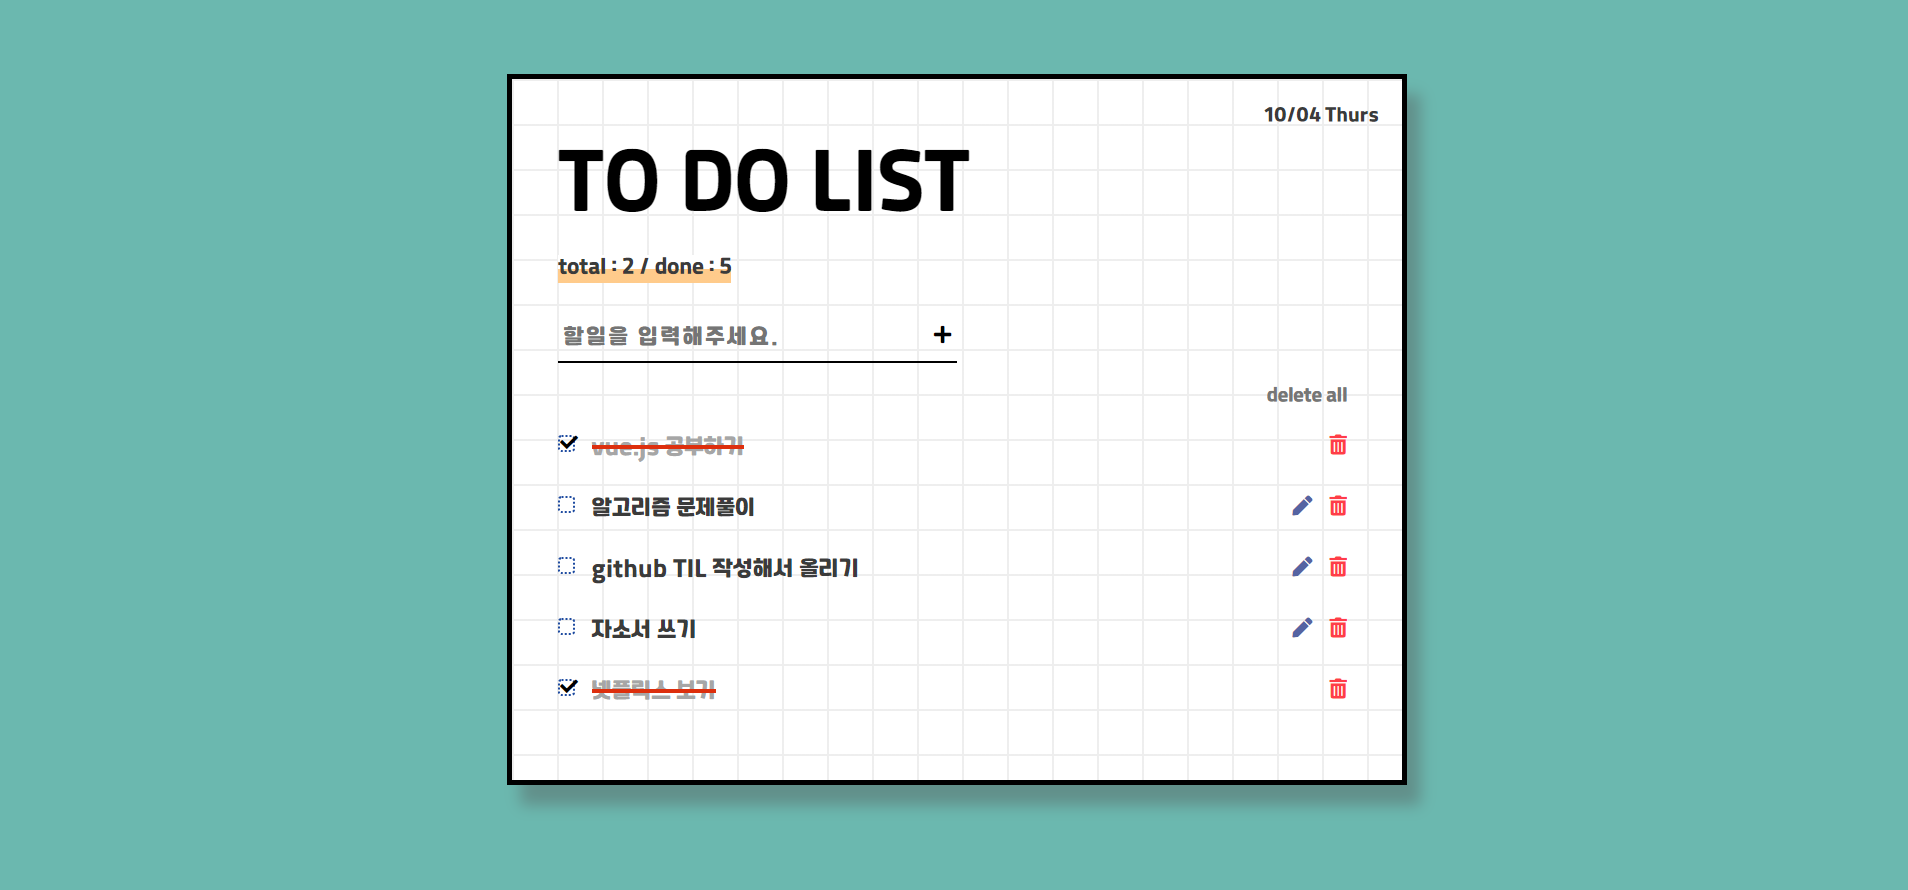 10/04 Thurs
TO DO LIST
total : 2 / done : 5
할일을 입력해주세요.
delete all
vue.js 공부하기
알고리즘 문제풀이
github TIL 작성해서 올리기
자소서 쓰기
넷플릭스 보기